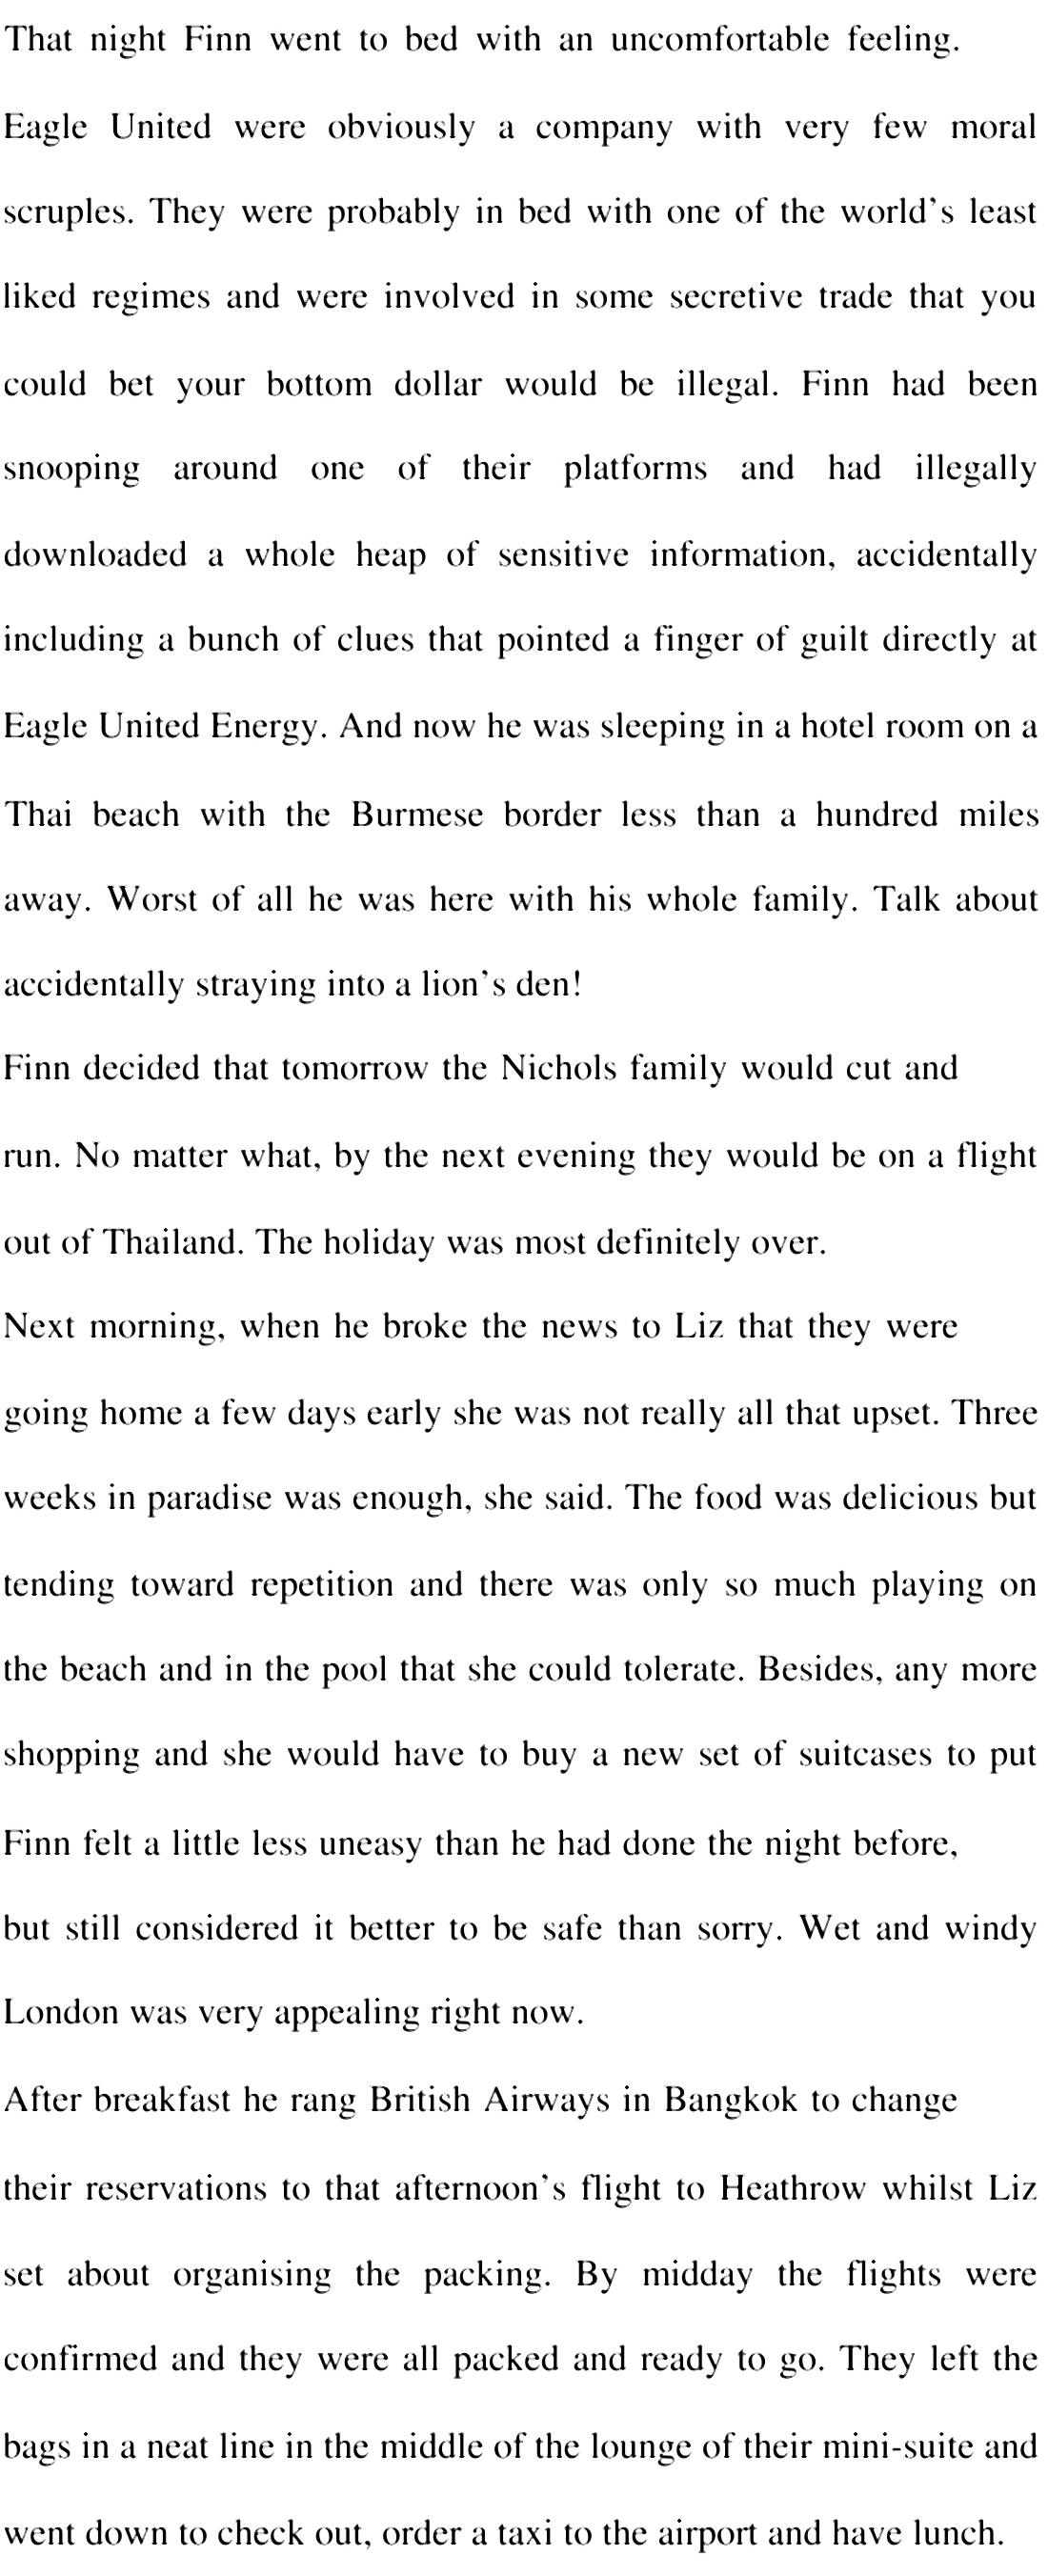 That night Finn went to bed with an uncomfortable feeling.
Eagle United were obviously a company with very few moral
scruples. They were probably in bed with one of the world’s least
liked regimes and were involved in some secretive trade that you
could bet your bottom dollar would be illegal. Finn had been
snooping around one of their platforms and had illegally
downloaded a whole heap of sensitive information, accidentally
including a bunch of clues that pointed a finger of guilt directly at
Eagle United Energy. And now he was sleeping in a hotel room on a
Thai beach with the Burmese border less than a hundred miles
away. Worst of all he was here with his whole family. Talk about
accidentally straying into a lion’s den!
Finn decided that tomorrow the Nichols family would cut and
run. No matter what, by the next evening they would be on a flight
out of Thailand. The holiday was most definitely over.
Next morning, when he broke the news to Liz that they were
going home a few days early she was not really all that upset. Three
weeks in paradise was enough, she said. The food was delicious but
tending toward repetition and there was only so much playing on
the beach and in the pool that she could tolerate. Besides, any more
shopping and she would have to buy a new set of suitcases to put
Finn felt a little less uneasy than he had done the night before,
but still considered it better to be safe than sorry. Wet and windy
London was very appealing right now.
After breakfast he rang British Airways in Bangkok to change
their reservations to that afternoon’s flight to Heathrow whilst Liz
set about organising the packing. By midday the flights were
confirmed and they were all packed and ready to go. They left the
bags in a neat line in the middle of the lounge of their mini-suite and
went down to check out, order a taxi to the airport and have lunch.